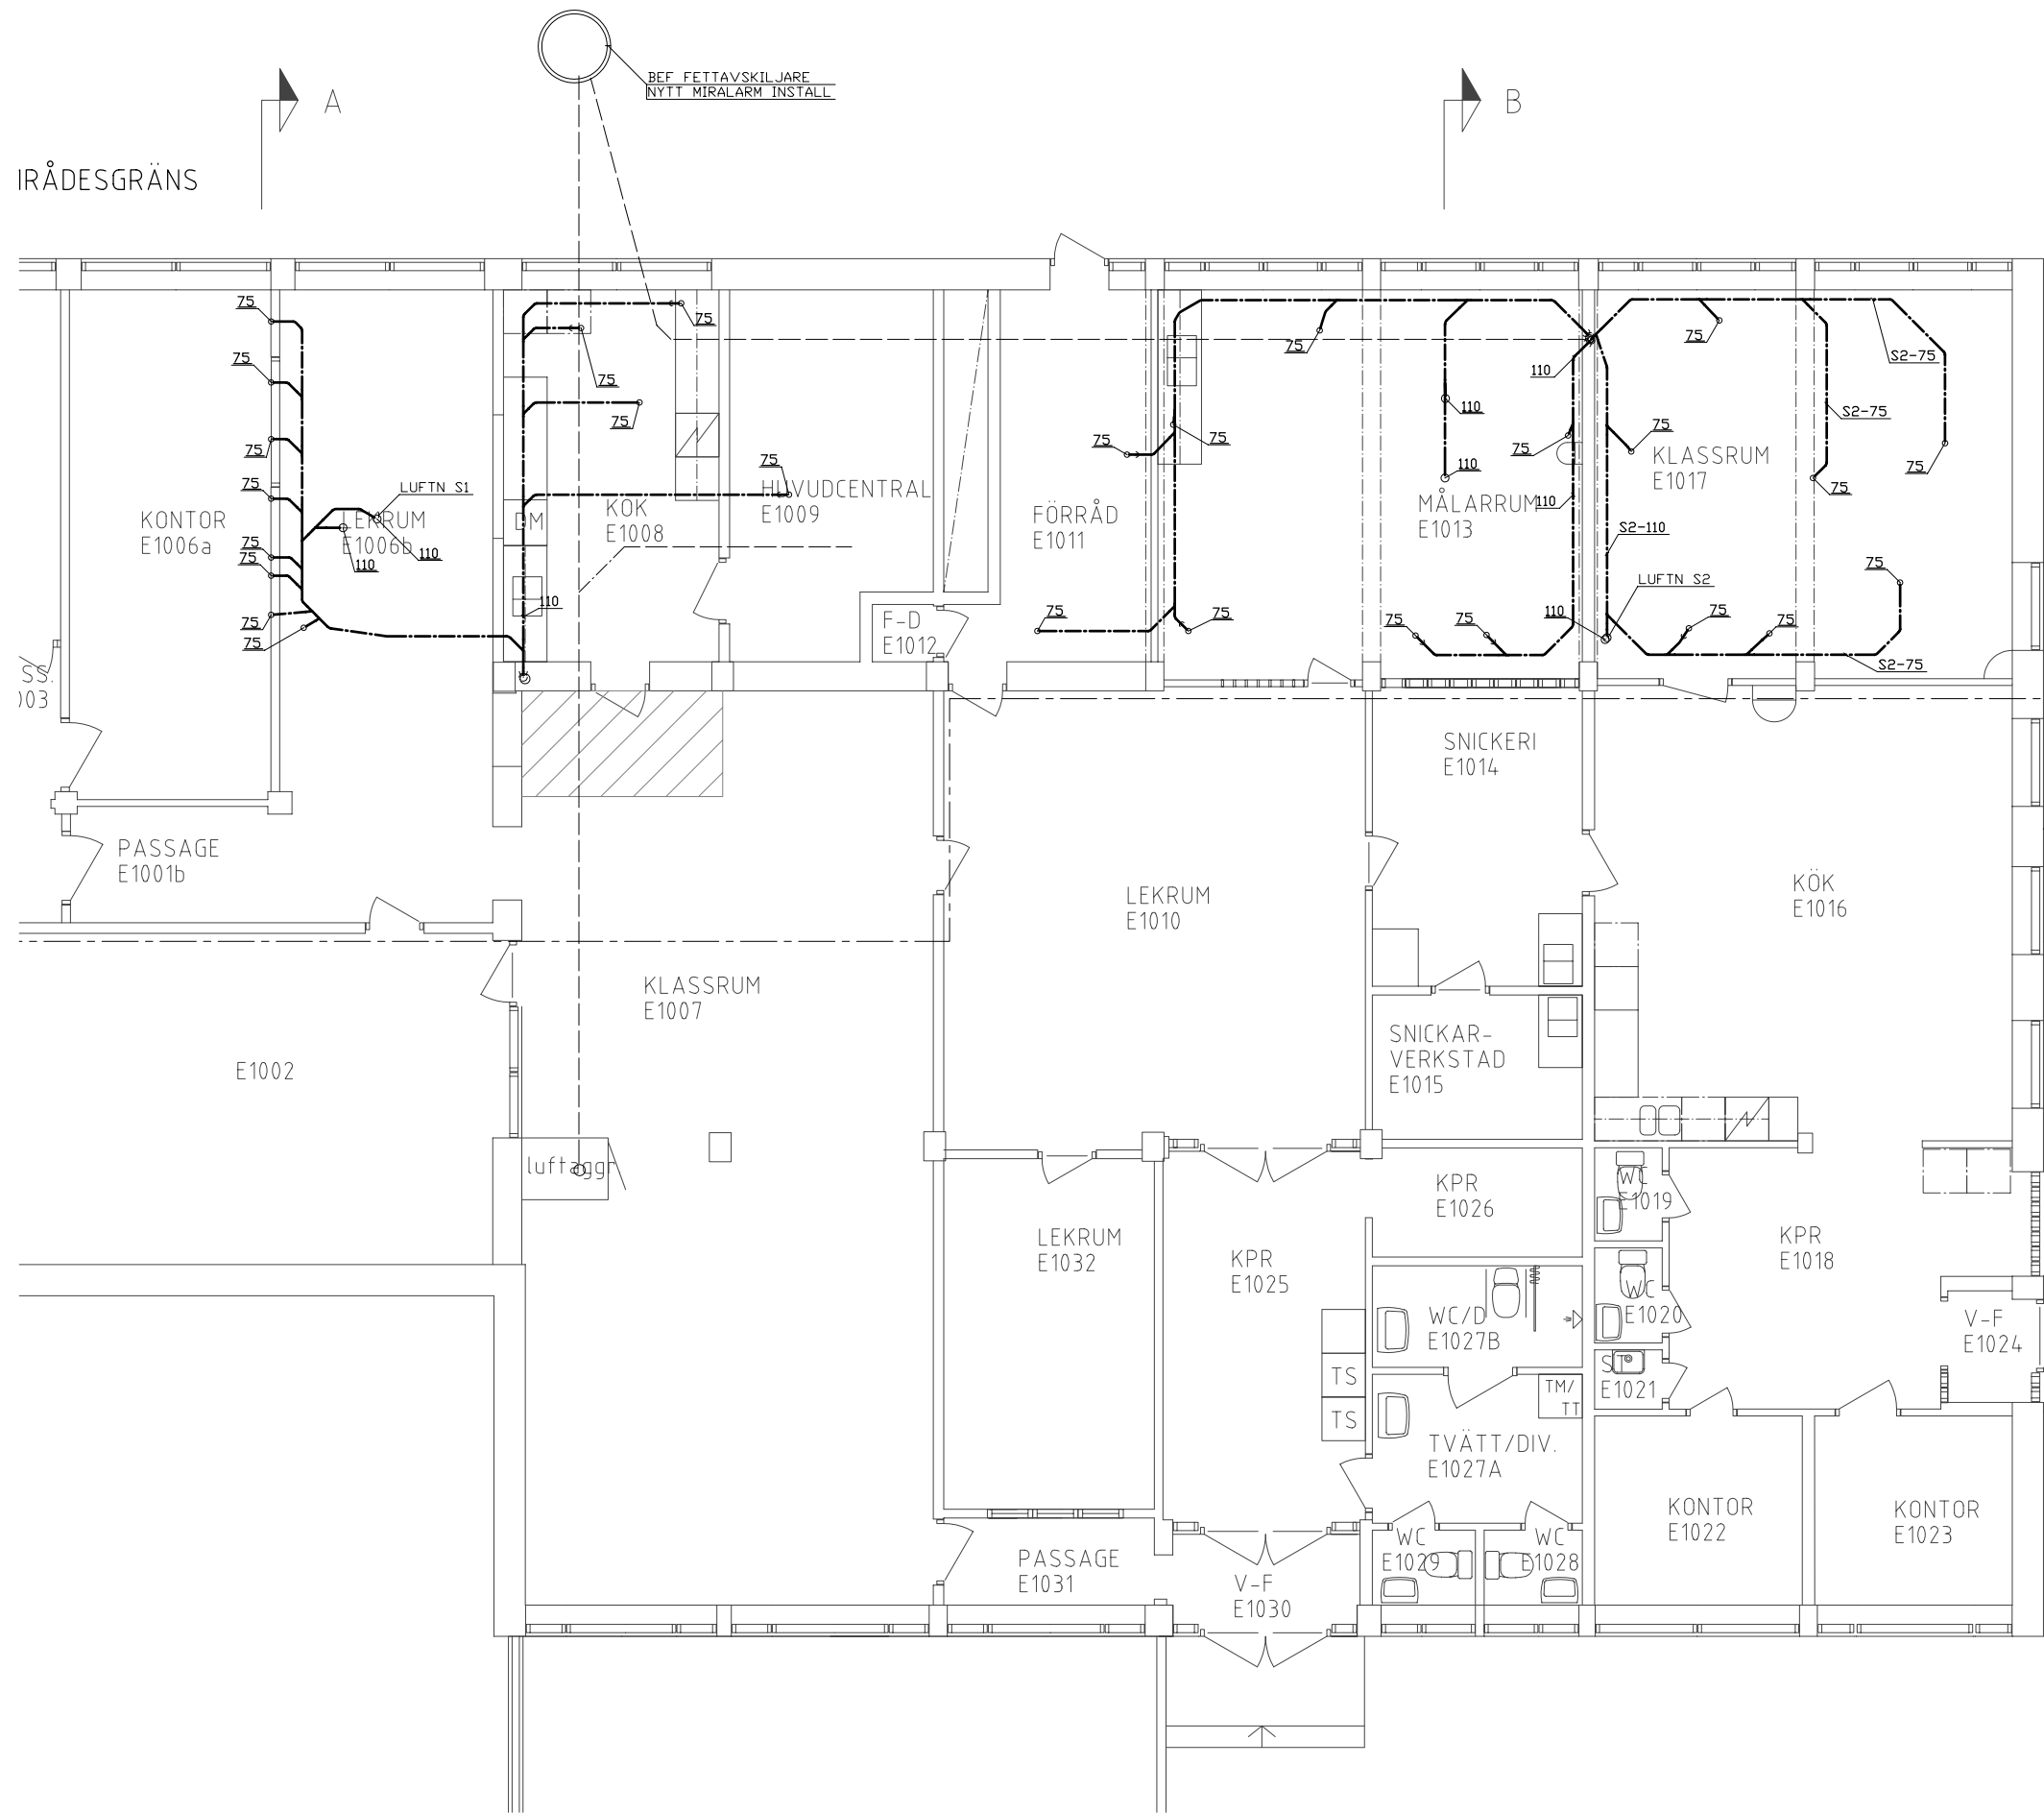 BEF FETTAVSKILJARE
NYTT MIRALARM INSTALL
A
B
IRÅDESGRÄNS
75
75
75
75
75
75
75
75
LUFTN S1
110
110
KONTOR
E1006a
LEKRUM
E1006b
75
75
75
75
110
DM
KÖK
E1008
HUVUDCENTRAL
E1009
F-D
E1012
FÖRRÅD
E1011
75
75
75
75
75
110
110
110
75
110
110
75
75
MÅLARRUM
E1013
75
S2-75
S2-75
75
75
75
KLASSRUM
E1017
S2-110
LUFTN S2
75
75
75
S2-75
SS.
003
PASSAGE
E1001b
SNICKERI
E1014
LEKRUM
E1010
KÖK
E1016
KLASSRUM
E1007
E1002
SNICKAR-
VERKSTAD
E1015
luftaggr
LEKRUM
E1032
KPR
E1025
KPR
E1026
WC
E1019
KPR
E1018
WC
E1020
V-F
E1024
WC/D
E1027B
ST
E1021
TS
TS
TM/
TT
TVÄTT/DIV.
E1027A
KONTOR
E1022
KONTOR
E1023
WC
E1029
WC
E1028
PASSAGE
E1031
V-F
E1030